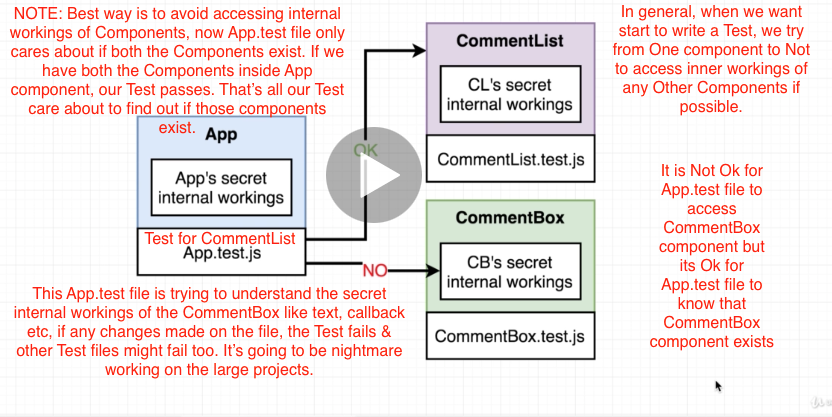 NOTE: Best way is to avoid accessing internal
workings of Components, now App.test file only
cares about if both the Components exist. If we
have both the Components inside App
component, our Test passes. That's all our Test
care about to find out if those components
exist.
App
App's secret
internal workings
Test for CommentList
App.test.js
OK
NO
This App.test file is trying to understand the secret
internal workings of the CommentBox like text, callback
etc, if any changes made on the file, the Test fails &
other Test files might fail too. It's going to be nightmare
working on the large projects.
CommentList
CL's secret
internal workings
CommentList.test.js
CommentBox
CB's secret
internal workings
CommentBox.test.js
In general, when we want
start to write a Test, we try
from One component to Not
to access inner workings of
any Other Components if
possible.
It is Not Ok for
App.test file to
access
CommentBox
component but
its Ok for
App.test file to
know that
CommentBox
component exists